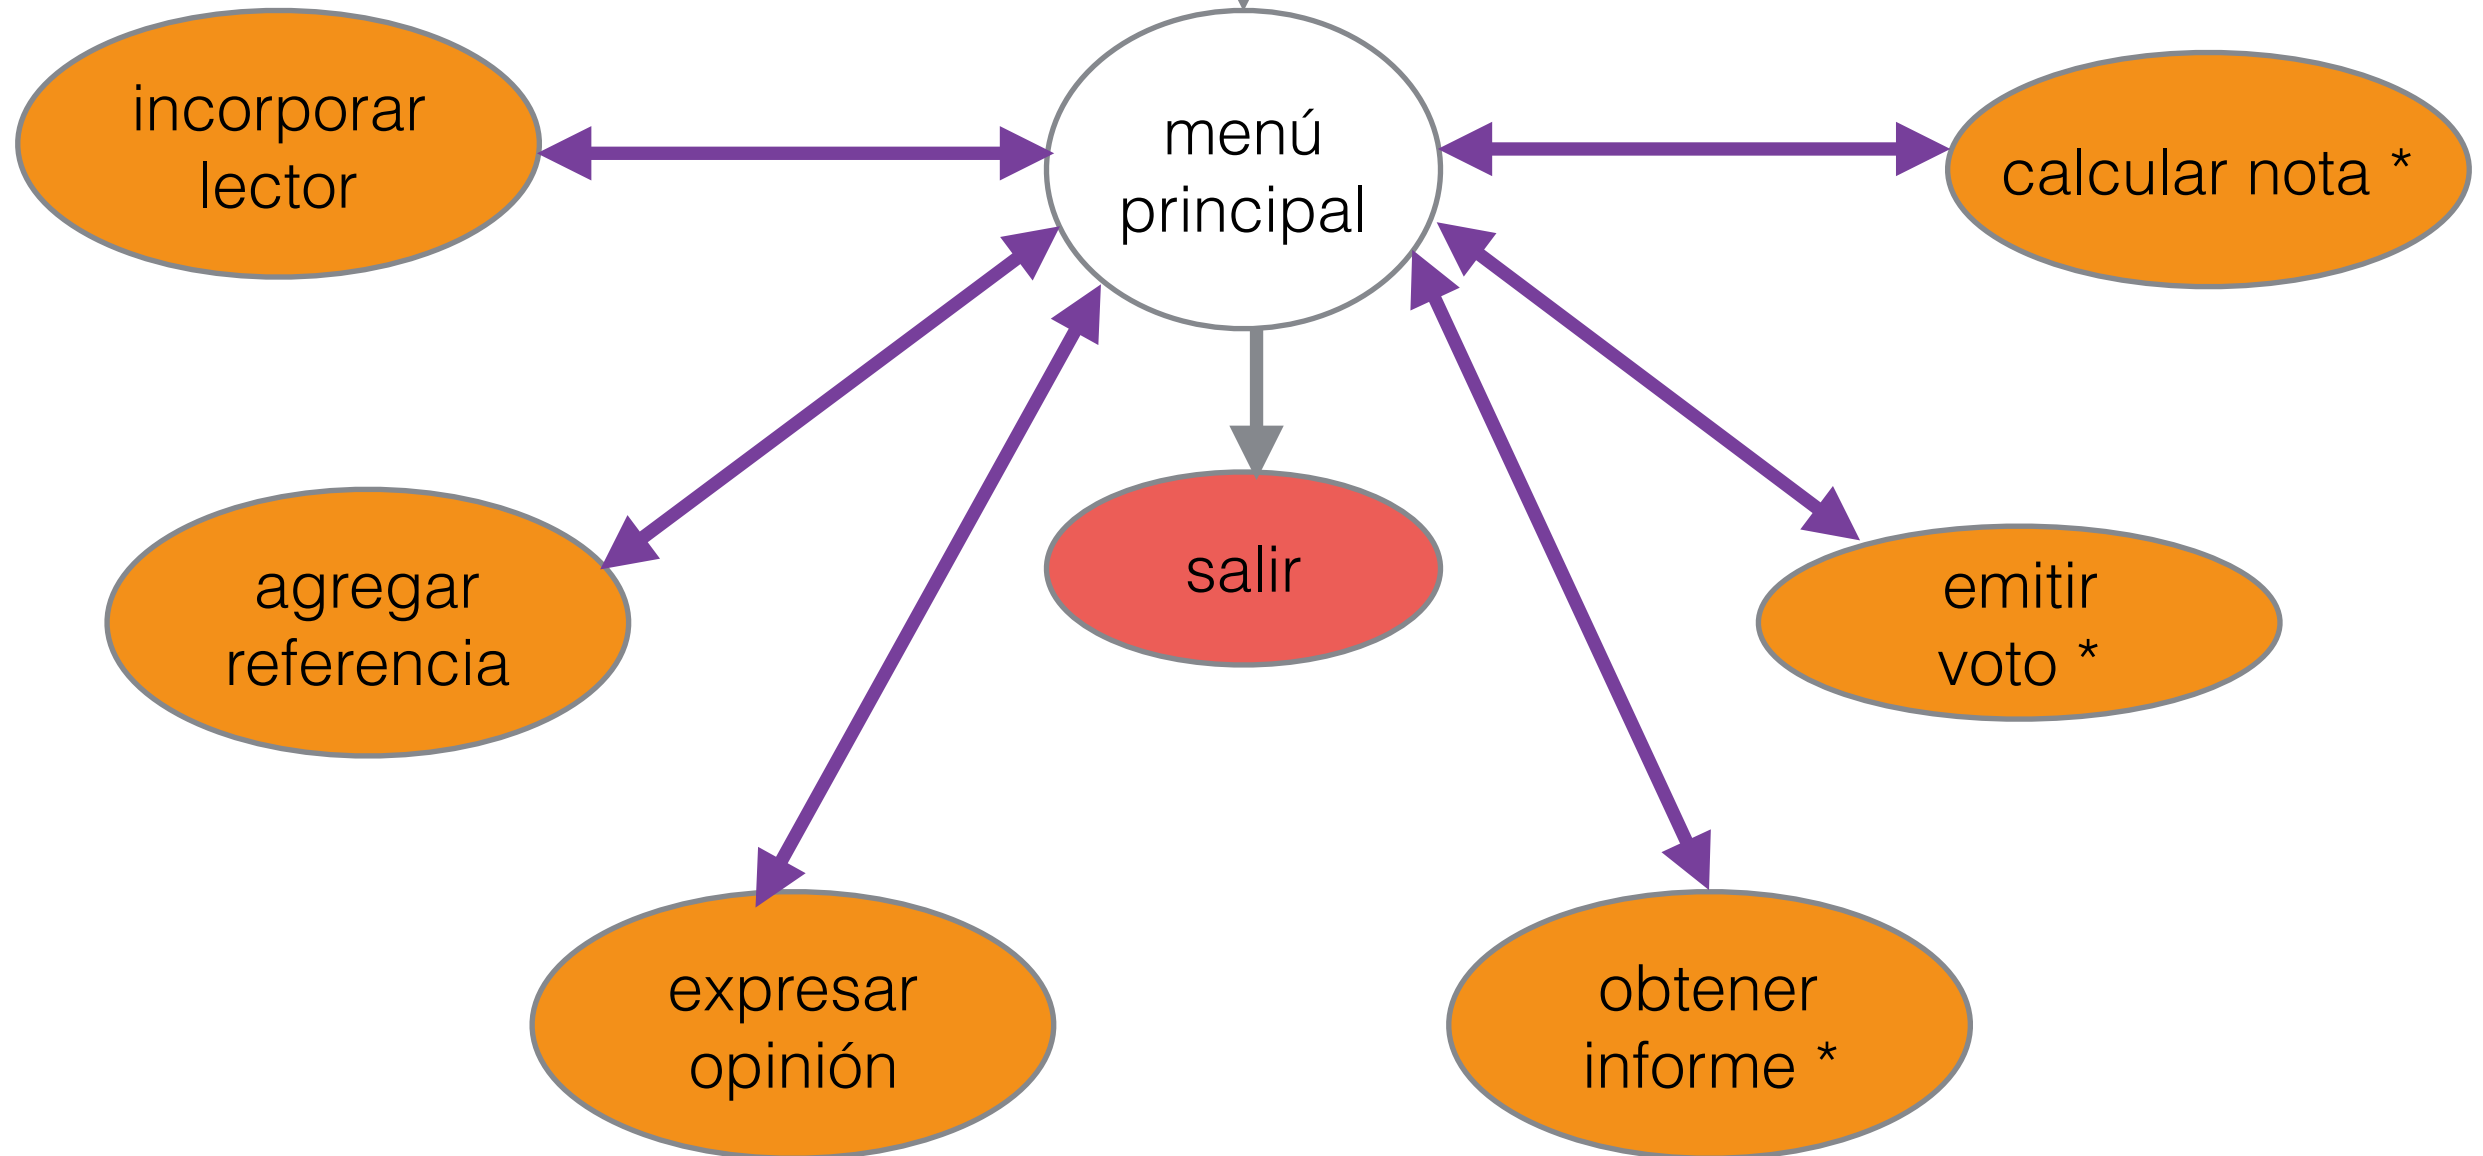 incorporar
lector
menú
principal
calcular nota *
agregar
referencia
salir
emitir
voto *
expresar
opinión
obtener
informe *